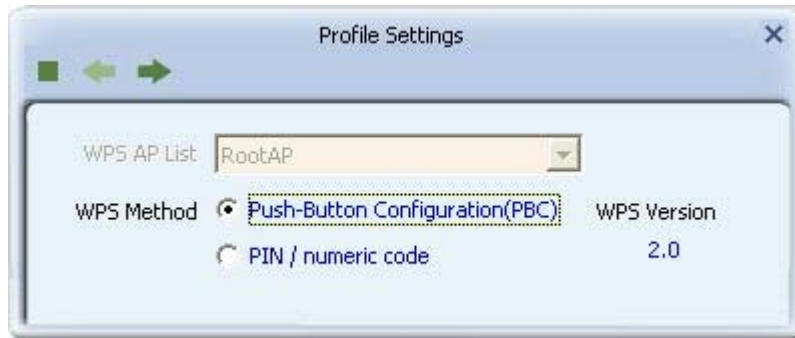 Profile Settings
WPS AP List RootAP
WPS Method Push-Button Configuration(PBC) WPS Version
PIN / numeric code 2.0